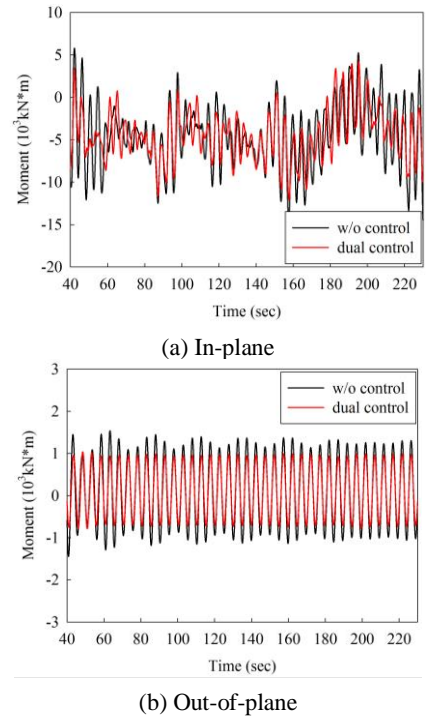 10
5
0
-5
-10
-15
-20
Moment (10³kN*m)
w/o control
dual control
40 60 80 100 120 140 160 180 200 220
Time (sec)
(a) In-plane
3
2
1
0
-1
-2
-3
Moment (10³kN*m)
w/o control
dual control
40 60 80 100 120 140 160 180 200 220
Time (sec)
(b) Out-of-plane